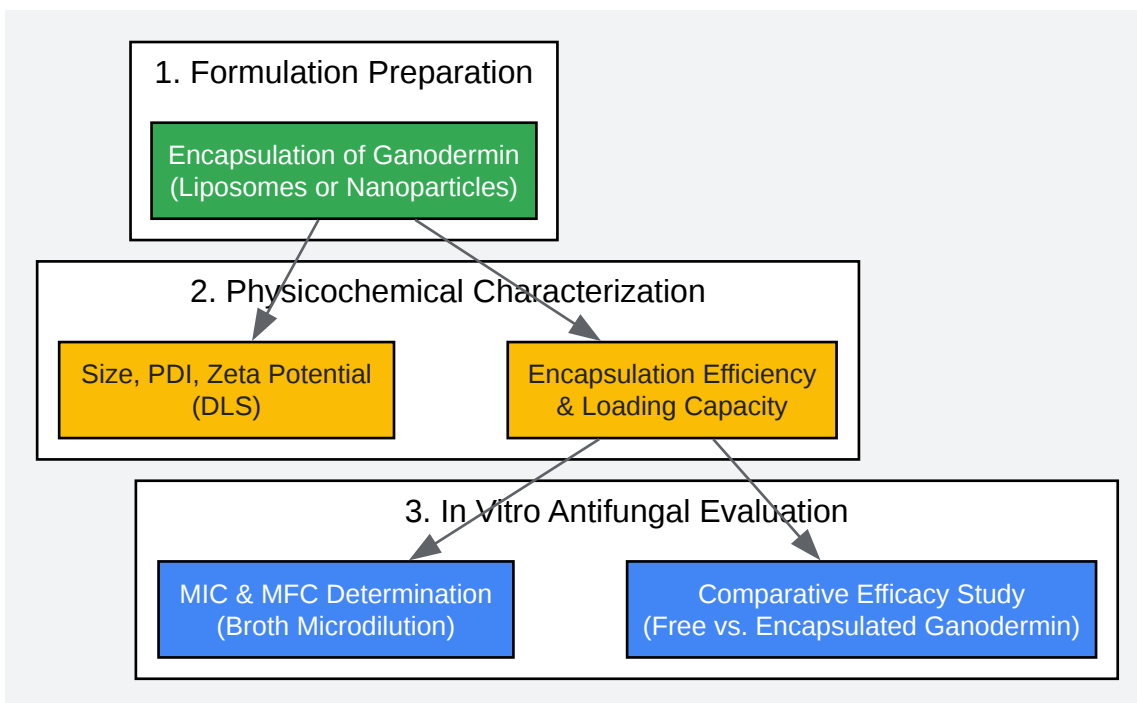 1. Formulation Preparation
Encapsulation of Ganodermin
(Liposomes or Nanoparticles)
2. Physicochemical Characterization
Size, PDI, Zeta Potential
(DLS)
Encapsulation Efficiency
& Loading Capacity
3. In Vitro Antifungal Evaluation
MIC & MFC Determination
(Broth Microdilution)
Comparative Efficacy Study
(Free vs. Encapsulated Ganodermin)